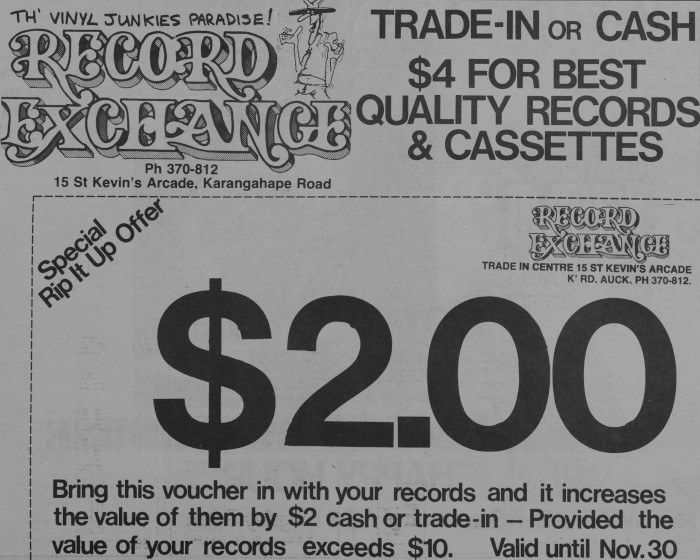 TH' VINYL JUNKIES PARADISE!
RECORD
EXCHANGE
Ph 370-812
15 St Kevin's Arcade, Karangahape Road
TRADE-IN OR CASH
$4 FOR BEST
QUALITY RECORDS
& CASSETTES
Special
Rip It Up Offer
RECORD
EXCHANGE
TRADE IN CENTRE 15 ST KEVIN'S ARCADE
K' RD. AUCK. PH 370-812.
$2.00
Bring this voucher in with your records and it increases
the value of them by $2 cash or trade-in – Provided the
value of your records exceeds $10. Valid until Nov.30